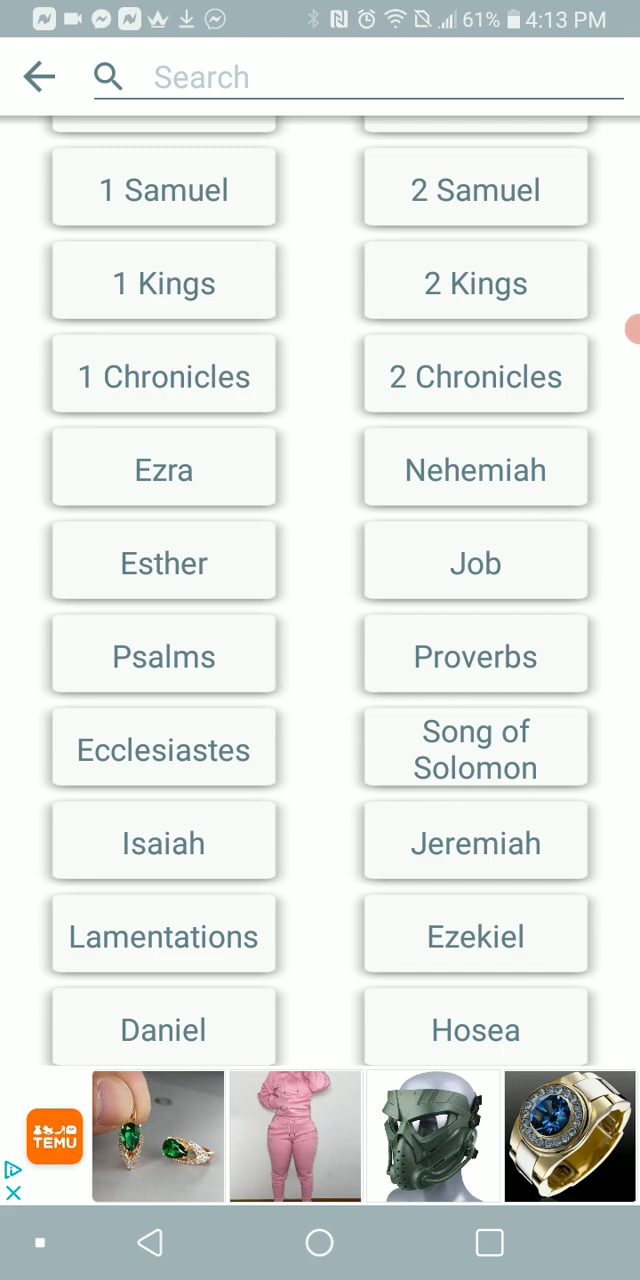 61% 4:13 PM
Search
1 Samuel
2 Samuel
1 Kings
2 Kings
1 Chronicles
2 Chronicles
Ezra
Nehemiah
Esther
Job
Psalms
Proverbs
Ecclesiastes
Song of
Solomon
Isaiah
Jeremiah
Lamentations
Ezekiel
Daniel
Hosea
TEMU